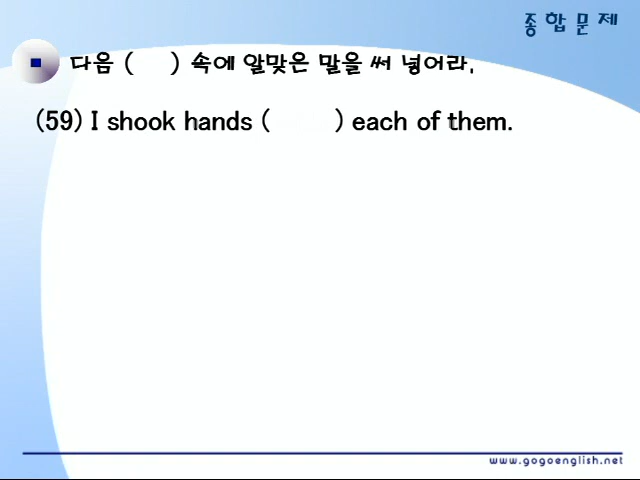 종합문제
다음 (    ) 속에 알맞은 말을 써 넣어라.
(59) I shook hands (        ) each of them.
www.gogoenglish.net